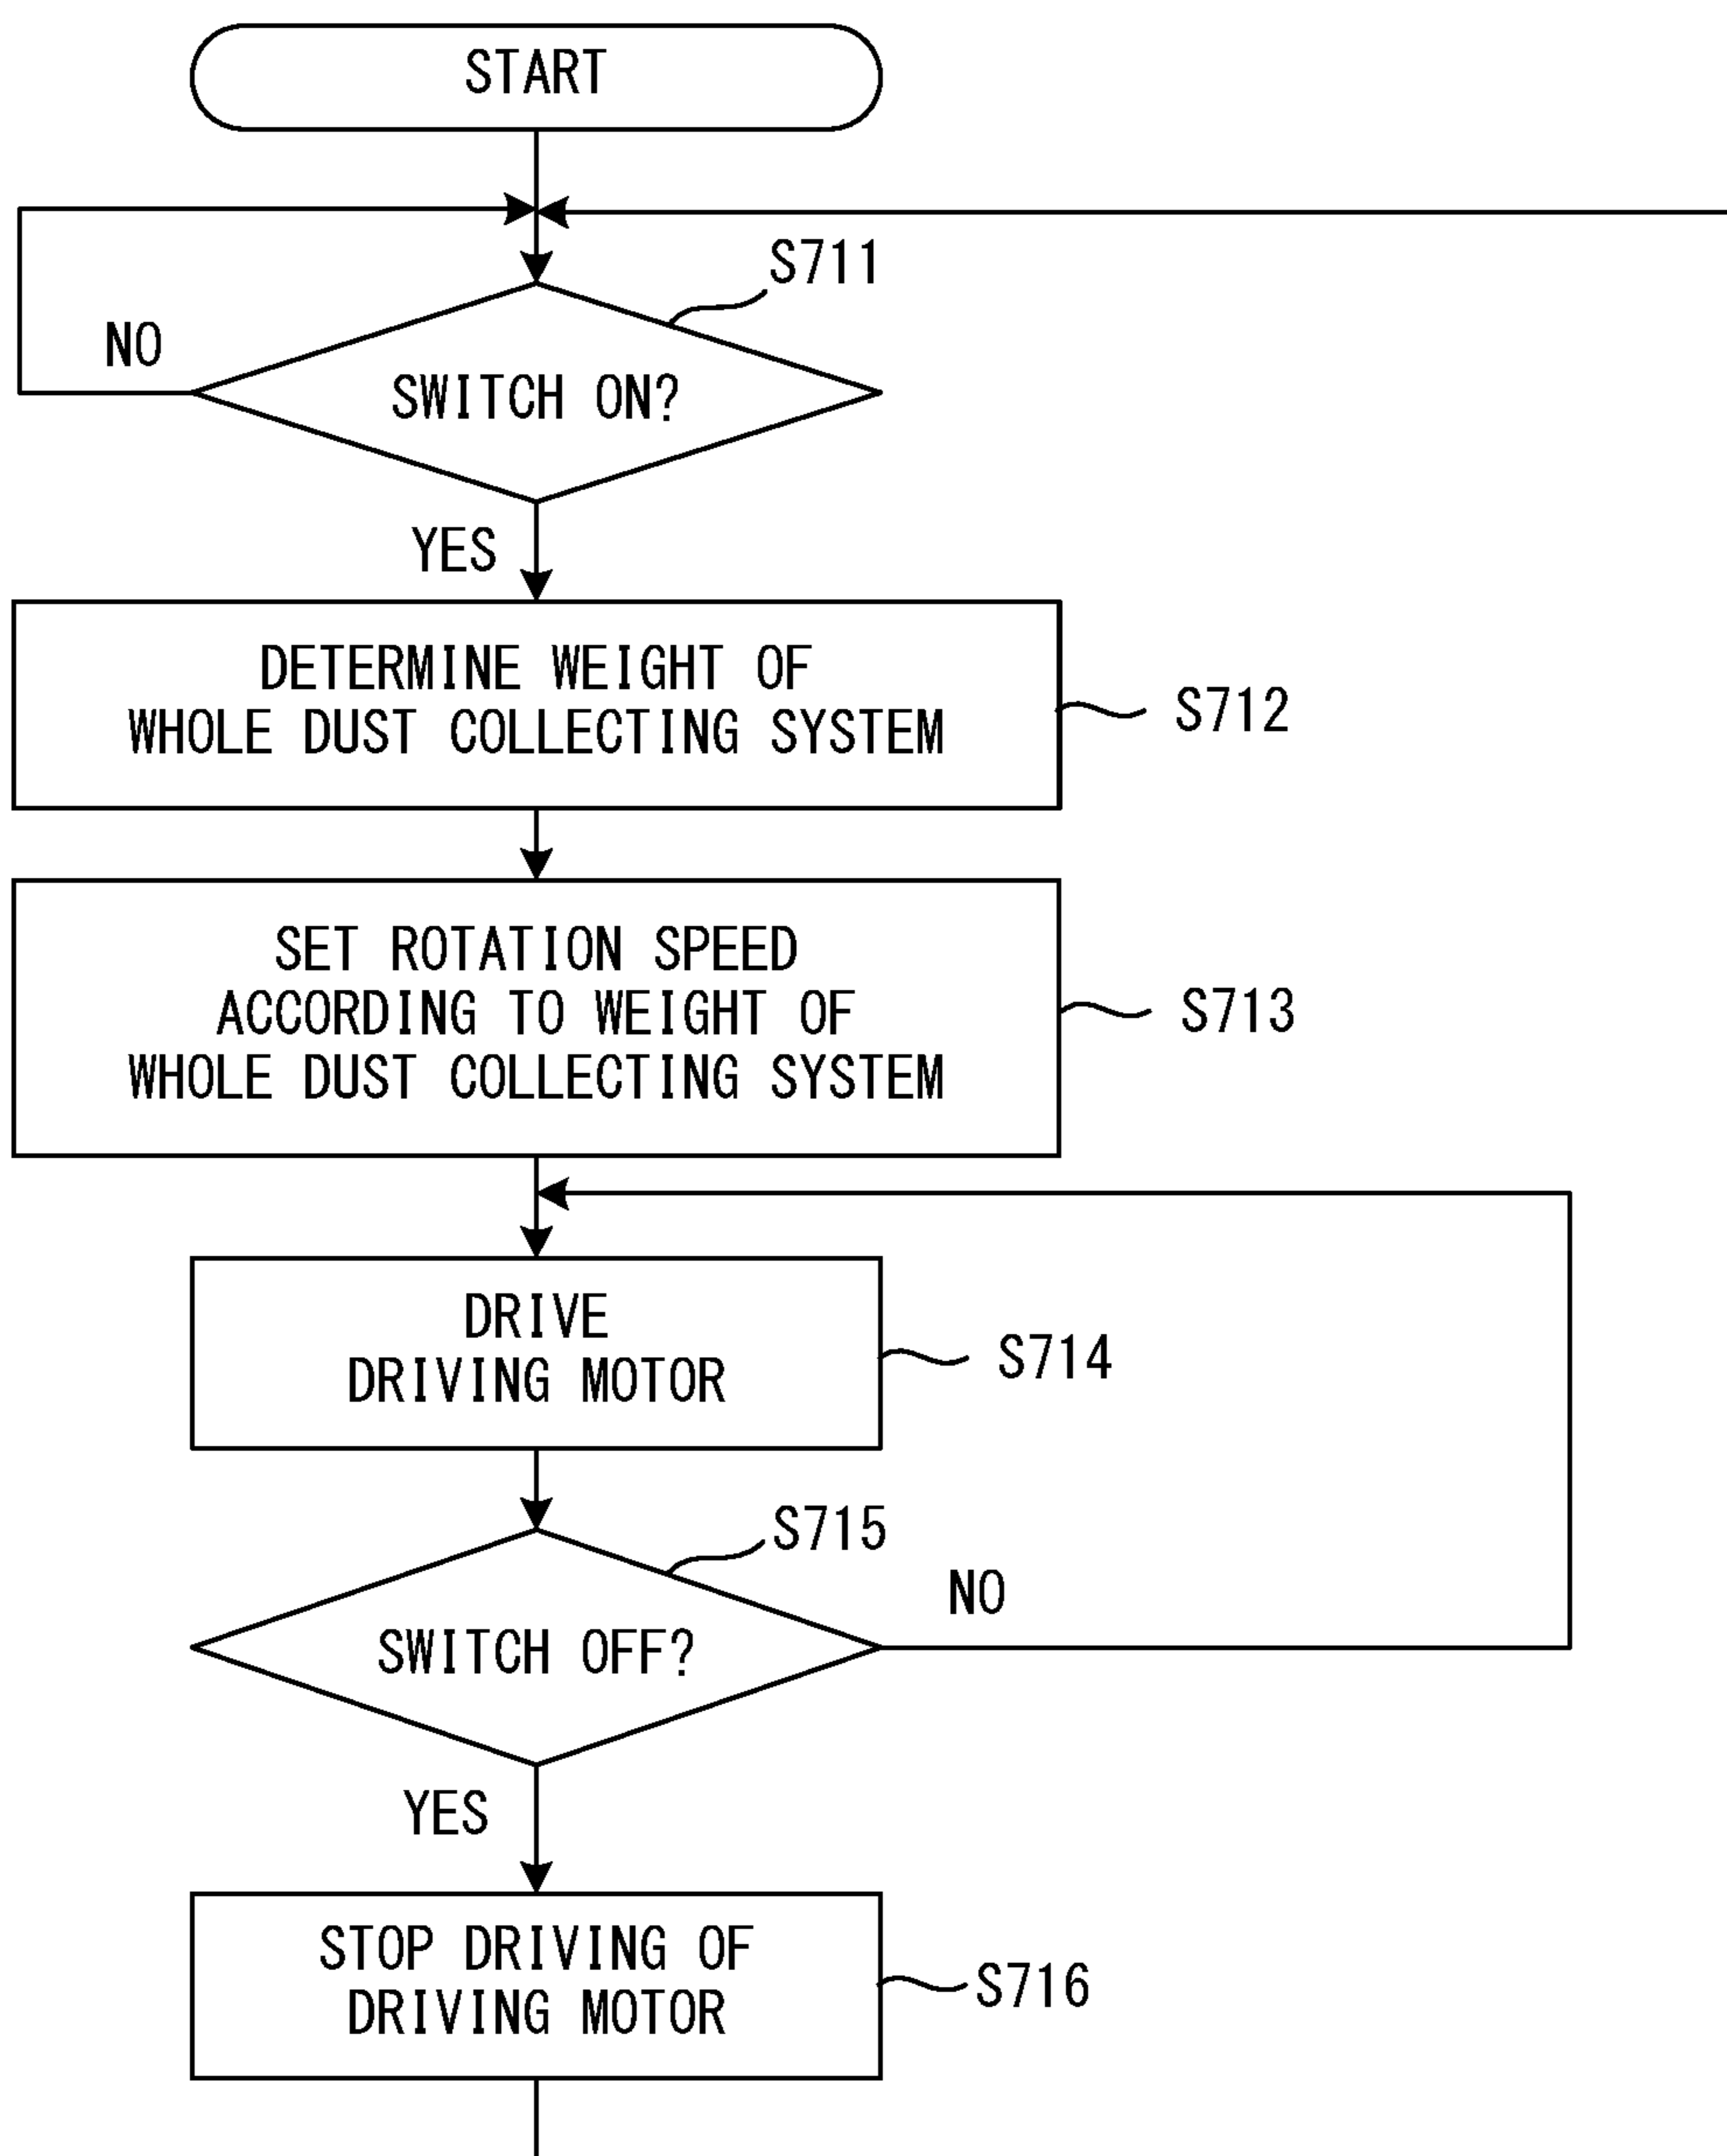 START
S711
NO
SWITCH ON?
YES
DETERMINE WEIGHT OF
WHOLE DUST COLLECTING SYSTEM
S712
SET ROTATION SPEED
ACCORDING TO WEIGHT OF
WHOLE DUST COLLECTING SYSTEM
S713
DRIVE
DRIVING MOTOR
S714
S715
NO
SWITCH OFF?
YES
STOP DRIVING OF
DRIVING MOTOR
S716